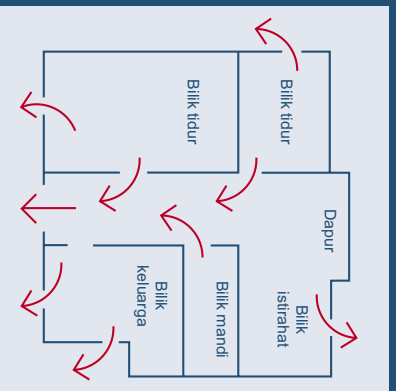 Bilik tidur
Bilik tidur
Dapur
Bilik
istirahat
Bilik mandi
Bilik
keluarga